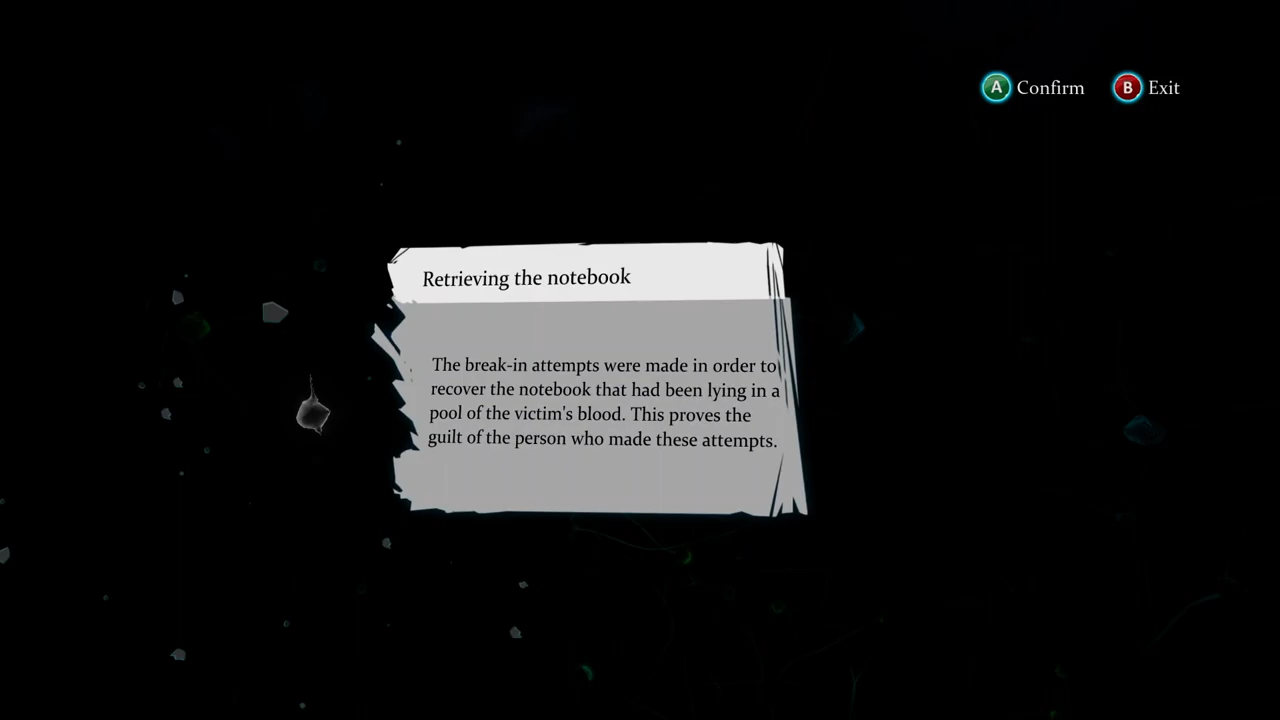 A Confirm B Exit
Retrieving the notebook
The break-in attempts were made in order to
recover the notebook that had been lying in a
pool of the victim's blood. This proves the
guilt of the person who made these attempts.